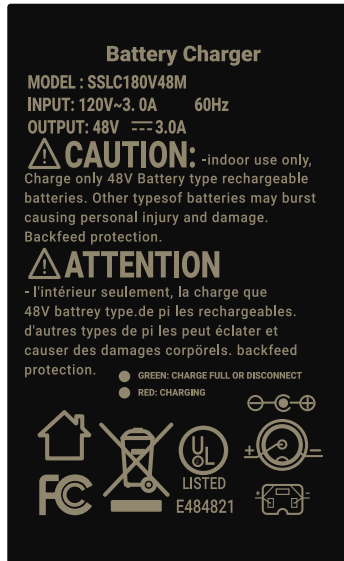 Battery Charger
MODEL : SSLC180V48M
INPUT: 120V~3. 0A 60Hz
OUTPUT: 48V ⎓ 3.0A
⚠ CAUTION: -indoor use only,
Charge only 48V Battery type rechargeable
batteries. Other typesof batteries may burst
causing personal injury and damage.
Backfeed protection.
⚠ ATTENTION
- l'intérieur seulement, la charge que
48V battrey type.de pi les rechargeables.
d'autres types de pi les peut éclater et
causer des damages corpörels. backfeed
protection.
GREEN: CHARGE FULL OR DISCONNECT
RED: CHARGING
FC
UL
LISTED
E484821